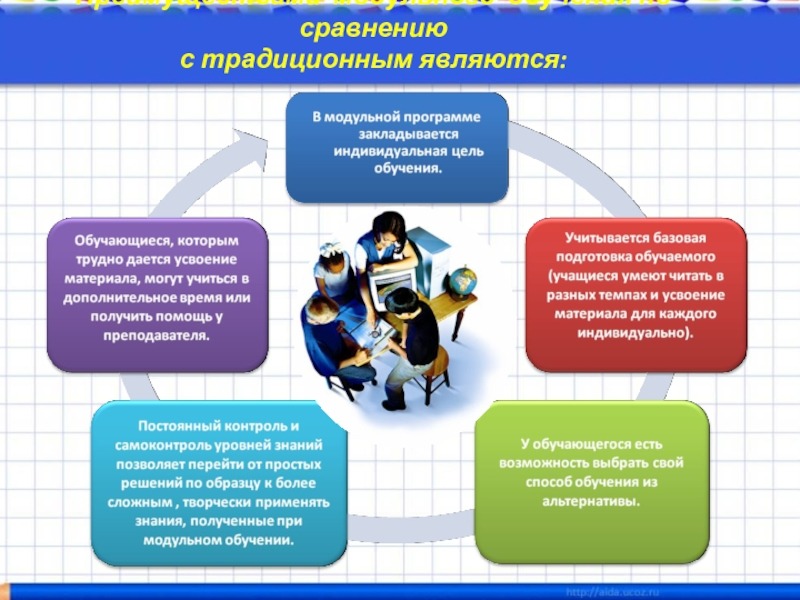 сравнению
с традиционным являются:
В модульной программе
закладывается
индивидуальная цель
обучения.
Учитывается базовая
подготовка обучаемого
(учащиеся умеют читать в
разных темпах и усвоение
материала для каждого
индивидуально).
У обучающегося есть
возможность выбрать свой
способ обучения из
альтернативы.
Постоянный контроль и
самоконтроль уровней знаний
позволяет перейти от простых
решений по образцу к более
сложным , творчески применять
знания, полученные при
модульном обучении.
Обучающиеся, которым
трудно дается усвоение
материала, могут учиться в
дополнительное время или
получить помощь у
преподавателя.
http://aida.ucoz.ru